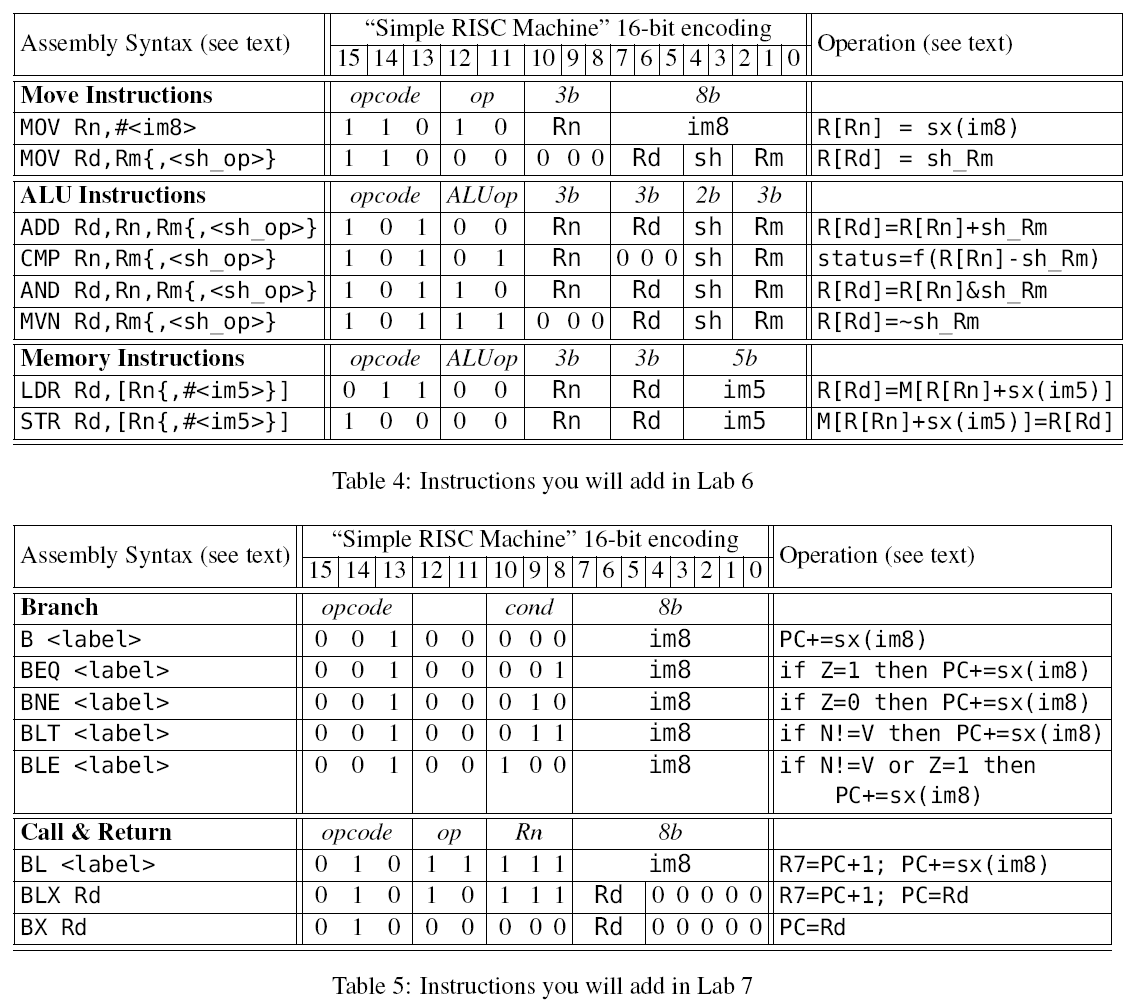 Assembly Syntax (see text) “Simple RISC Machine” 16-bit encoding Operation (see text)
15 14 13 12 11 10 9 8 7 6 5 4 3 2 1 0
Move Instructions opcode op 3b 8b
MOV Rn,#<im8> 1 1 0 1 0 Rn im8 R[Rn] = sx(im8)
MOV Rd,Rm{,<sh_op>} 1 1 0 0 0 0 0 0 Rd sh Rm R[Rd] = sh_Rm
ALU Instructions opcode ALUop 3b 3b 2b 3b
ADD Rd,Rn,Rm{,<sh_op>} 1 0 1 0 0 Rn Rd sh Rm R[Rd]=R[Rn]+sh_Rm
CMP Rn,Rm{,<sh_op>} 1 0 1 0 1 Rn 0 0 0 sh Rm status=f(R[Rn]-sh_Rm)
AND Rd,Rn,Rm{,<sh_op>} 1 0 1 1 0 Rn Rd sh Rm R[Rd]=R[Rn]&sh_Rm
MVN Rd,Rm{,<sh_op>} 1 0 1 1 1 0 0 0 Rd sh Rm R[Rd]=~sh_Rm
Memory Instructions opcode ALUop 3b 3b 5b
LDR Rd,[Rn{,#<im5>}] 0 1 1 0 0 Rn Rd im5 R[Rd]=M[R[Rn]+sx(im5)]
STR Rd,[Rn{,#<im5>}] 1 0 0 0 0 Rn Rd im5 M[R[Rn]+sx(im5)]=R[Rd]
Table 4: Instructions you will add in Lab 6
Assembly Syntax (see text) “Simple RISC Machine” 16-bit encoding Operation (see text)
15 14 13 12 11 10 9 8 7 6 5 4 3 2 1 0
Branch opcode cond 8b
B <label> 0 0 1 0 0 0 0 0 im8 PC+=sx(im8)
BEQ <label> 0 0 1 0 0 0 0 1 im8 if Z=1 then PC+=sx(im8)
BNE <label> 0 0 1 0 0 0 1 0 im8 if Z=0 then PC+=sx(im8)
BLT <label> 0 0 1 0 0 0 1 1 im8 if N!=V then PC+=sx(im8)
BLE <label> 0 0 1 0 0 1 0 0 im8 if N!=V or Z=1 then
PC+=sx(im8)
Call & Return opcode op Rn 8b
BL <label> 0 1 0 1 1 1 1 1 im8 R7=PC+1; PC+=sx(im8)
BLX Rd 0 1 0 1 0 1 1 1 Rd 0 0 0 0 0 R7=PC+1; PC=Rd
BX Rd 0 1 0 0 0 0 0 0 Rd 0 0 0 0 0 PC=Rd
Table 5: Instructions you will add in Lab 7